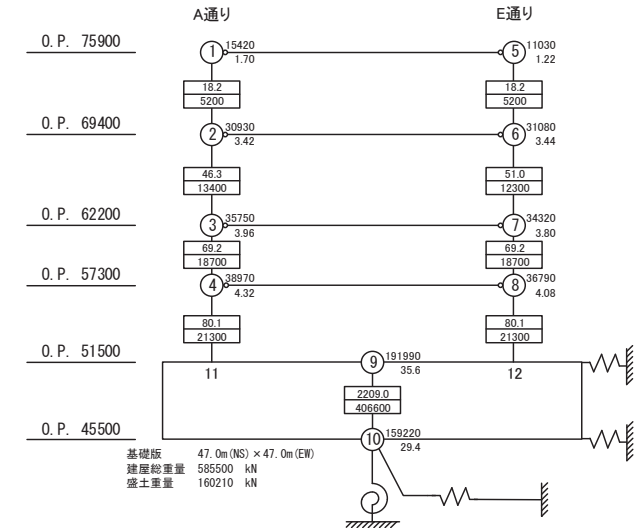 A通り E通り
O.P. 75900 1 15420 5 11030
1.70 1.22
18.2 18.2
5200 5200
O.P. 69400 2 30930 6 31080
3.42 3.44
46.3 51.0
13400 12300
O.P. 62200 3 35750 7 34320
3.96 3.80
69.2 69.2
18700 18700
O.P. 57300 4 38970 8 36790
4.32 4.08
80.1 80.1
21300 21300
O.P. 51500 11 9 191990 12
35.6
2209.0
406600
O.P. 45500 10 159220
29.4
基礎版 47.0m(NS)×47.0m(EW)
建屋総重量 585500 kN
盛土重量 160210 kN